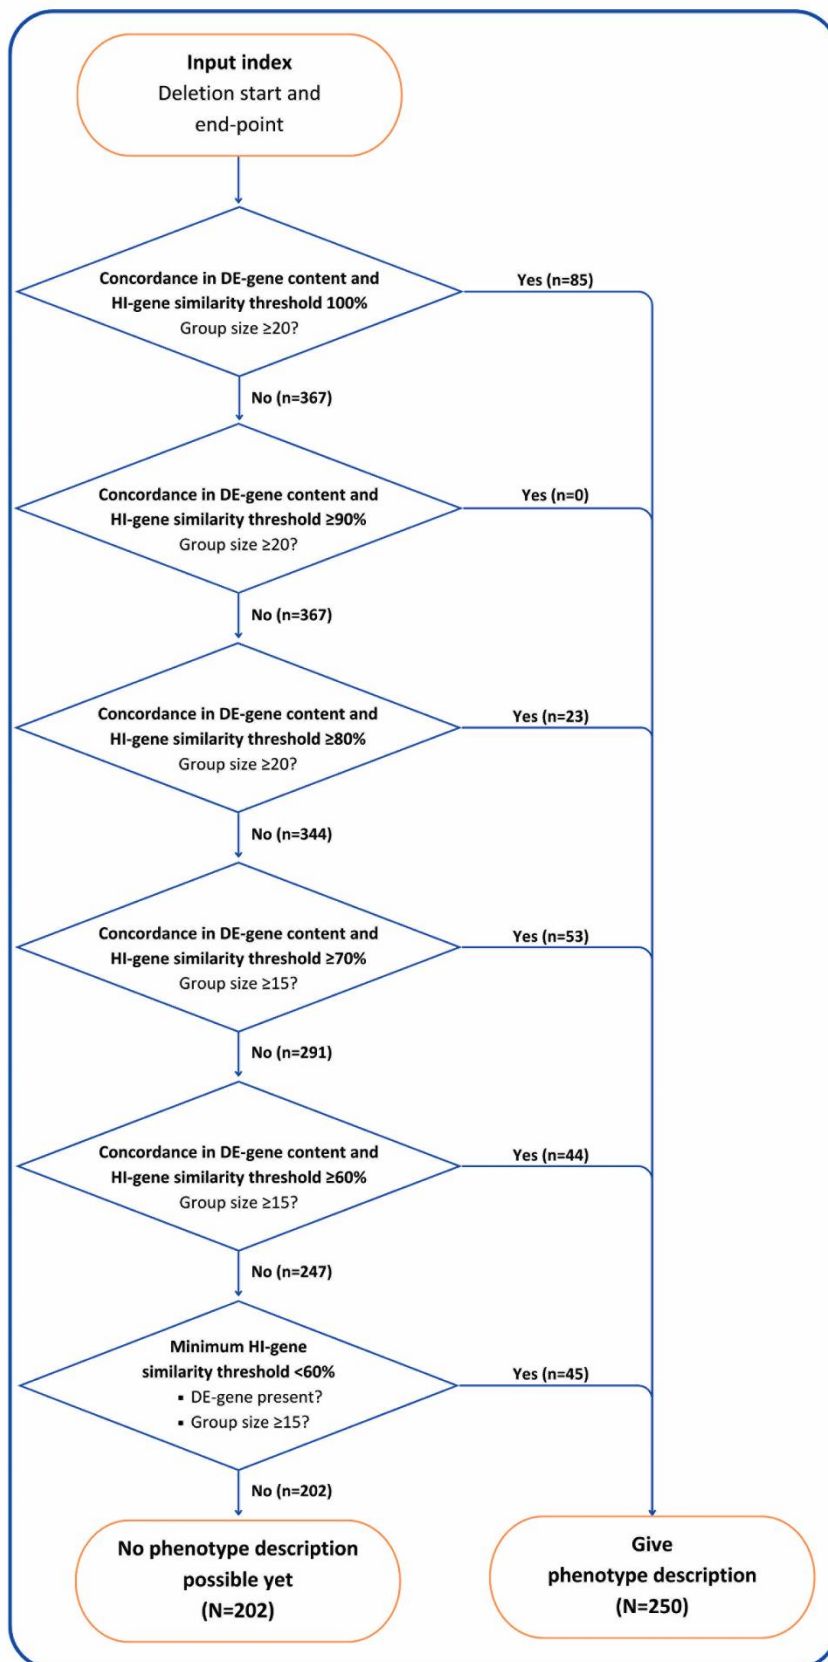 Input index
Deletion start and
end-point
Concordance in DE-gene content and
HI-gene similarity threshold 100%
Group size ≥20?
Yes (n=85)
No (n=367)
Concordance in DE-gene content and
HI-gene similarity threshold ≥90%
Group size ≥20?
Yes (n=0)
No (n=367)
Concordance in DE-gene content and
HI-gene similarity threshold ≥80%
Group size ≥20?
Yes (n=23)
No (n=344)
Concordance in DE-gene content and
HI-gene similarity threshold ≥70%
Group size ≥15?
Yes (n=53)
No (n=291)
Concordance in DE-gene content and
HI-gene similarity threshold ≥60%
Group size ≥15?
Yes (n=44)
No (n=247)
Minimum HI-gene
similarity threshold <60%
▪ DE-gene present?
▪ Group size ≥15?
Yes (n=45)
No (n=202)
No phenotype description
possible yet
(N=202)
Give
phenotype description
(N=250)